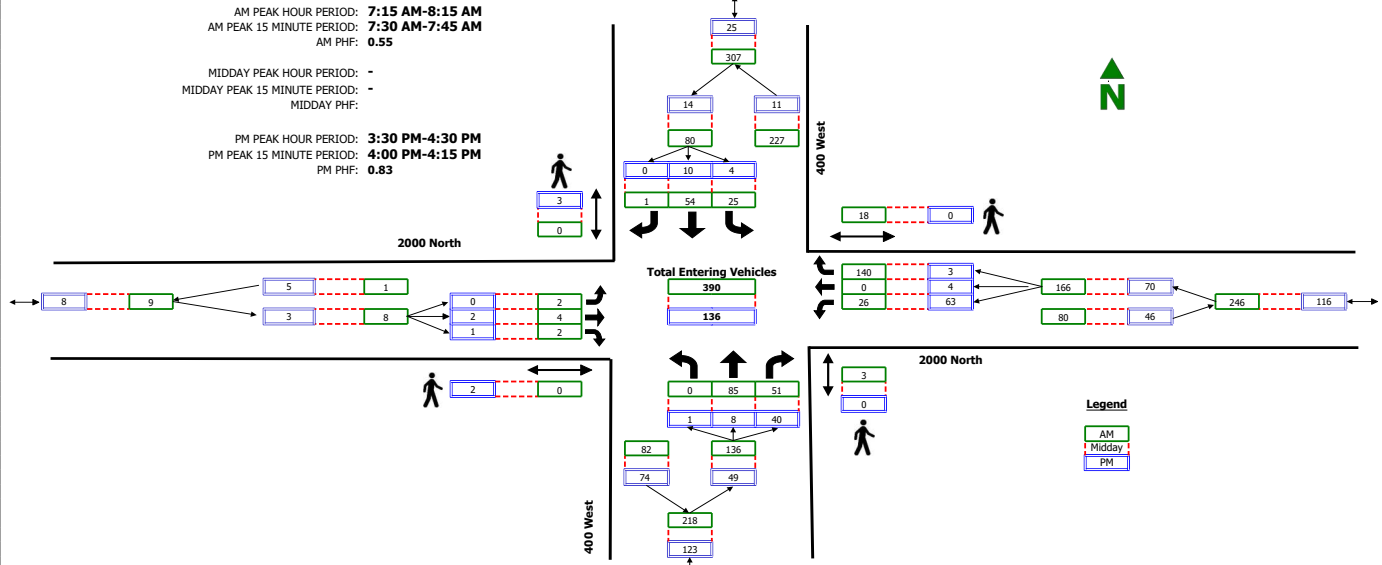 AM PEAK HOUR PERIOD: 7:15 AM-8:15 AM
AM PEAK 15 MINUTE PERIOD: 7:30 AM-7:45 AM
AM PHF: 0.55
MIDDAY PEAK HOUR PERIOD: -
MIDDAY PEAK 15 MINUTE PERIOD: -
MIDDAY PHF:
PM PEAK HOUR PERIOD: 3:30 PM-4:30 PM
PM PEAK 15 MINUTE PERIOD: 4:00 PM-4:15 PM
PM PHF: 0.83
25
307
14 11
80 227
0 10 4
1 54 25
N
400 West
3
0
18 0
2000 North
Total Entering Vehicles
390
136
8 9
5 1
3 8
0 2
2 4
1 2
140 3
0 4
26 63
166 70
80 46
246 116
2000 North
2 0
3
0
0 85 51
1 8 40
82 136
74 49
218
123
400 West
Legend
AM
Midday
PM